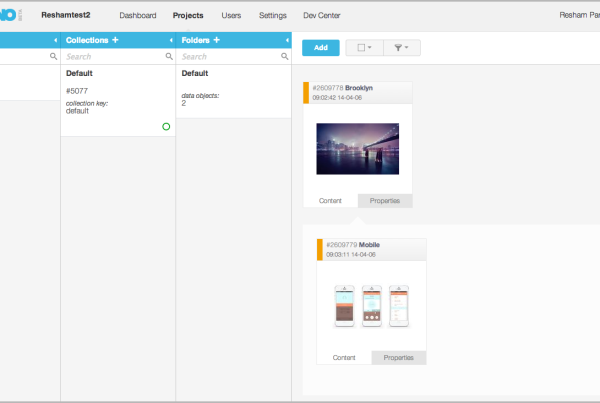 BETA
Reshamtest2
Dashboard
Projects
Users
Settings
Dev Center
Resham Par
Collections +
Folders +
Search
Search
Default
#5077
collection key:
default
Default
data objects:
2
Add
#2609778 Brooklyn
09:02:42 14-04-06
Content
Properties
#2609779 Mobile
09:03:11 14-04-06
Content
Properties